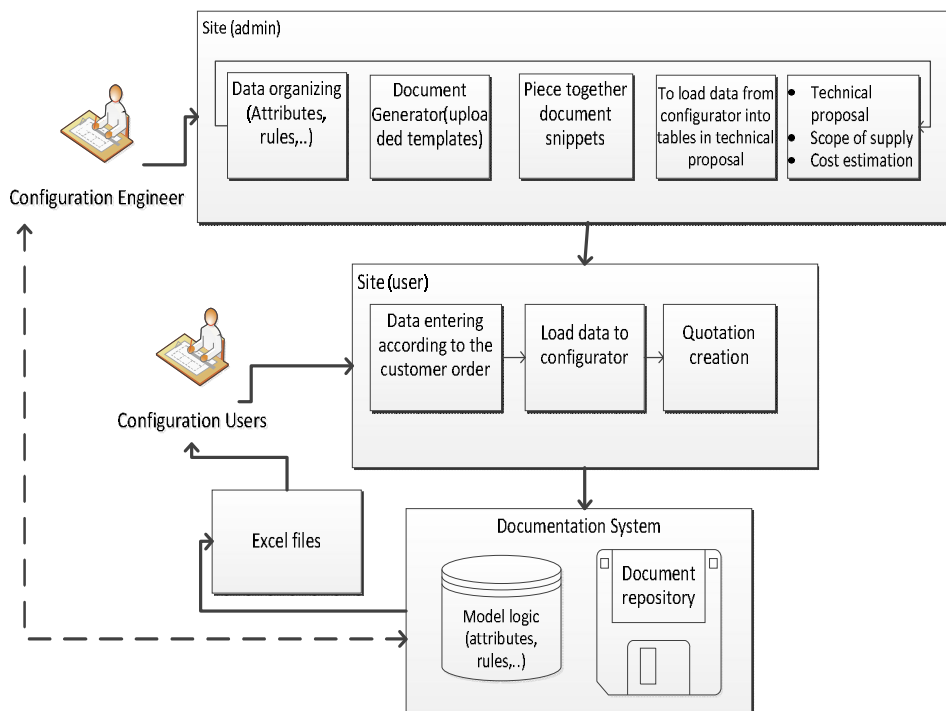 Site (admin)
Data organizing
(Attributes,
rules,..)
Document
Generator(uploa
ded templates)
Piece together
document
snippets
To load data from
configurator into
tables in technical
proposal
• Technical
proposal
• Scope of supply
• Cost estimation
Configuration Engineer
Site (user)
Data entering
according to the
customer order
Load data to
configurator
Quotation
creation
Configuration Users
Excel files
Documentation System
Model logic
(attributes,
rules,..)
Document
repository